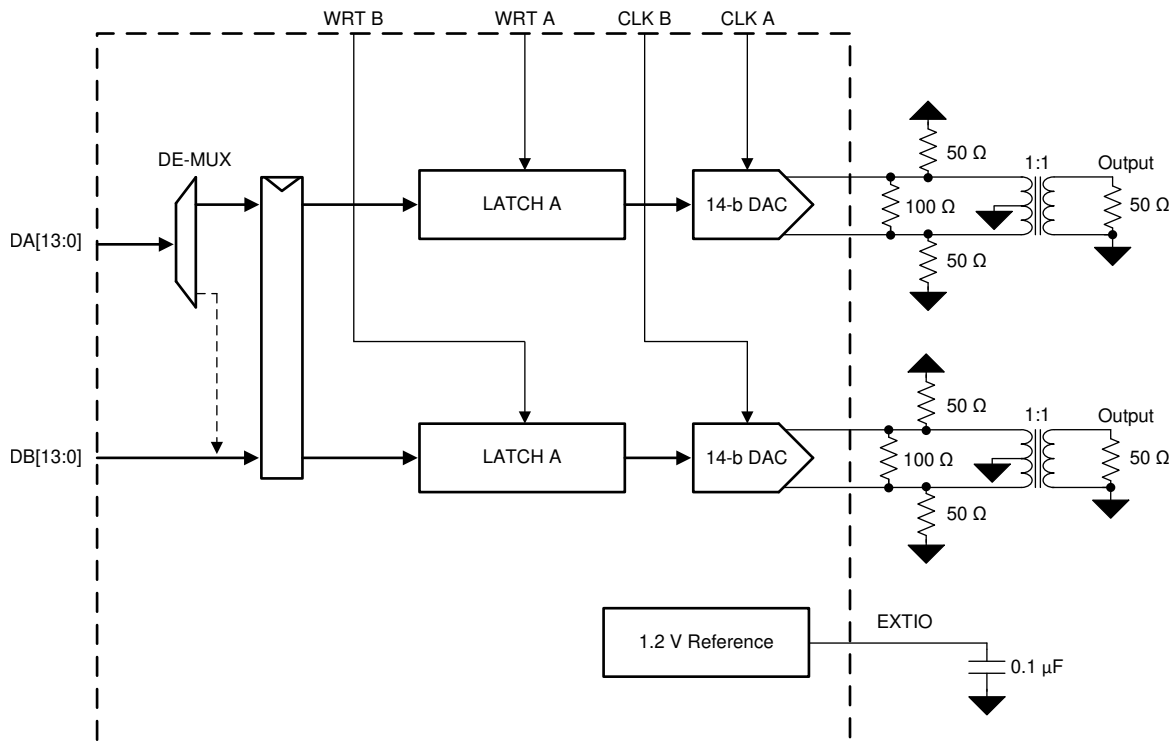 WRT B
WRT A
CLK B
CLK A
DE-MUX
DA[13:0]
LATCH A
14-b DAC
50 Ω
100 Ω
50 Ω
1:1
Output
50 Ω
DB[13:0]
LATCH A
14-b DAC
50 Ω
100 Ω
50 Ω
1:1
Output
50 Ω
1.2 V Reference
EXTIO
0.1 µF